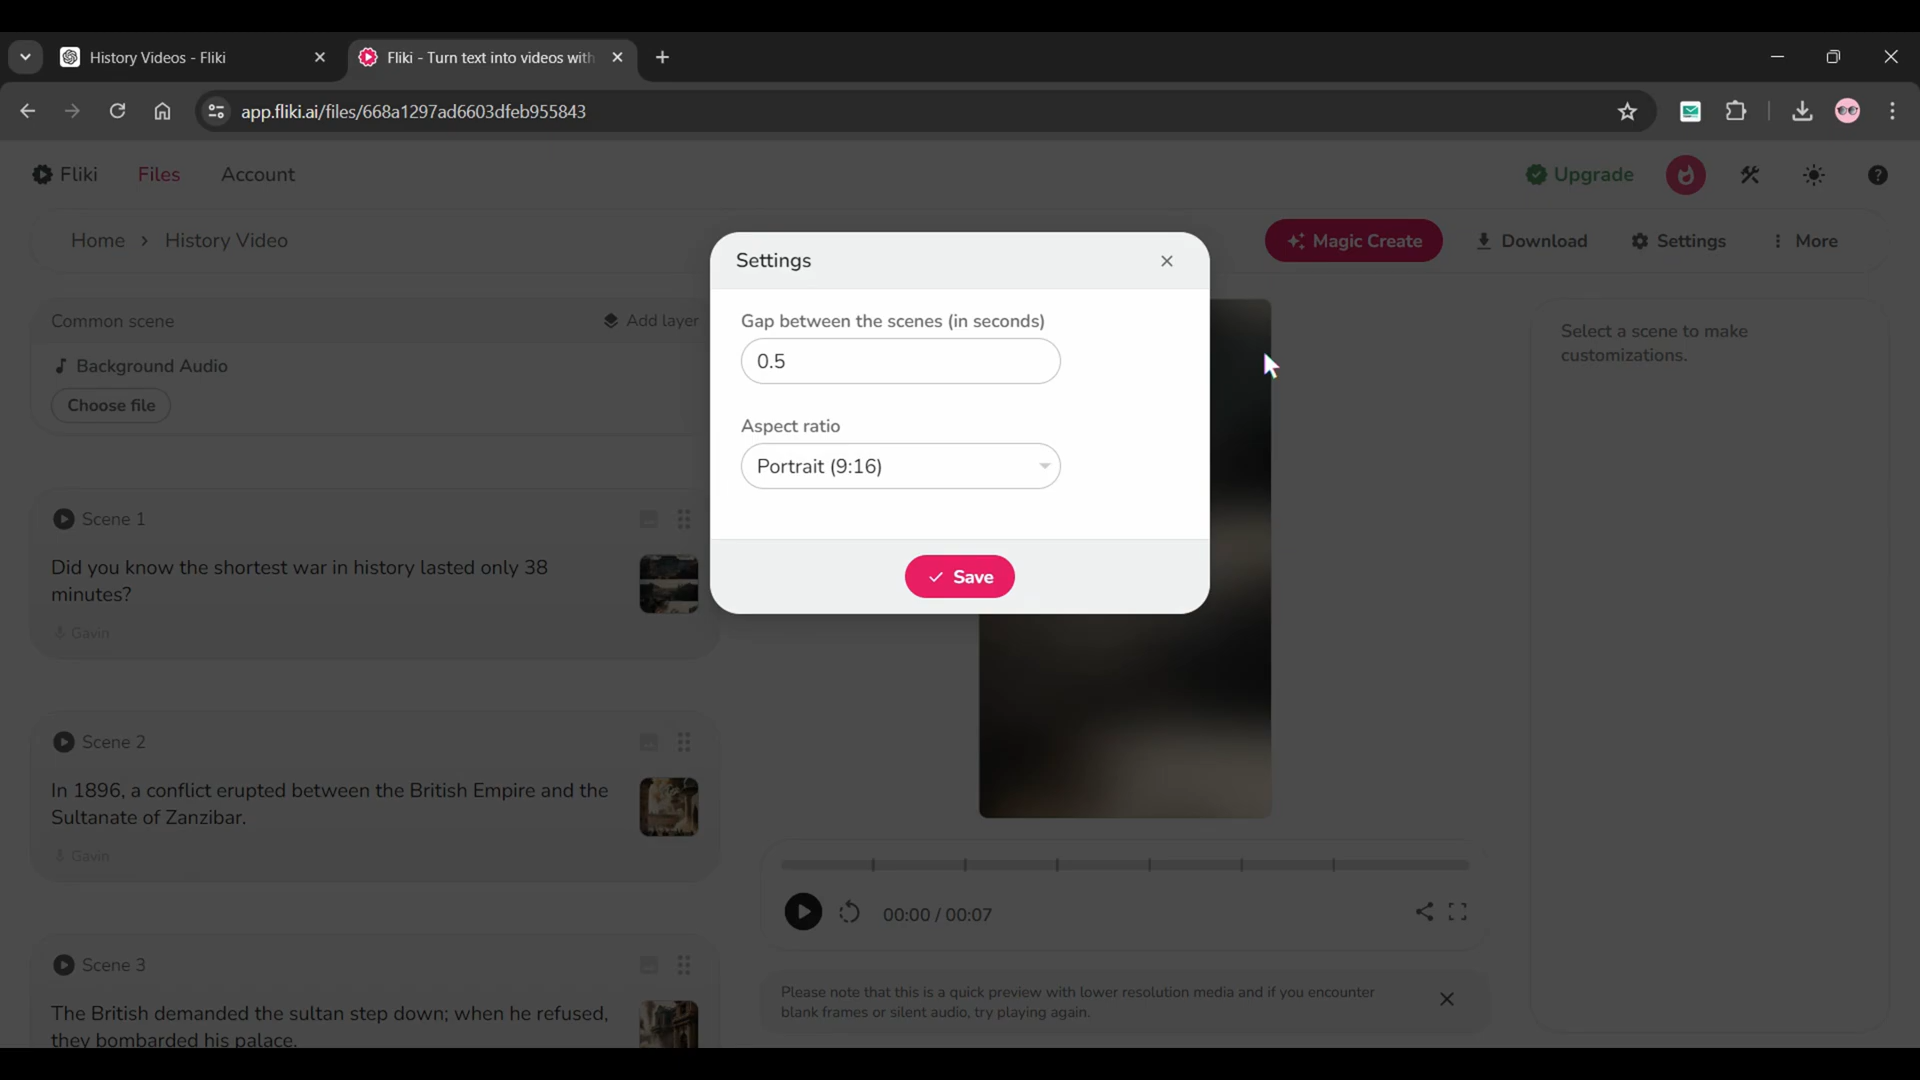 History Videos - Fliki
Fliki - Turn text into videos with
app.fliki.ai/files/668a1297ad6603dfeb955843
Fliki
Files
Account
Upgrade
Home
History Video
Magic Create
Download
Settings
More
Settings
Gap between the scenes (in seconds)
0.5
Aspect ratio
Portrait (9:16)
Save
Common scene
Add layer
Background Audio
Choose file
Scene 1
Did you know the shortest war in history lasted only 38
minutes?
Gavin
Scene 2
In 1896, a conflict erupted between the British Empire and the
Sultanate of Zanzibar.
Gavin
Scene 3
The British demanded the sultan step down; when he refused,
they bombarded his palace.
00:00 / 00:07
Please note that this is a quick preview with lower resolution media and if you encounter
blank frames or silent audio, try playing again.
Select a scene to make
customizations.